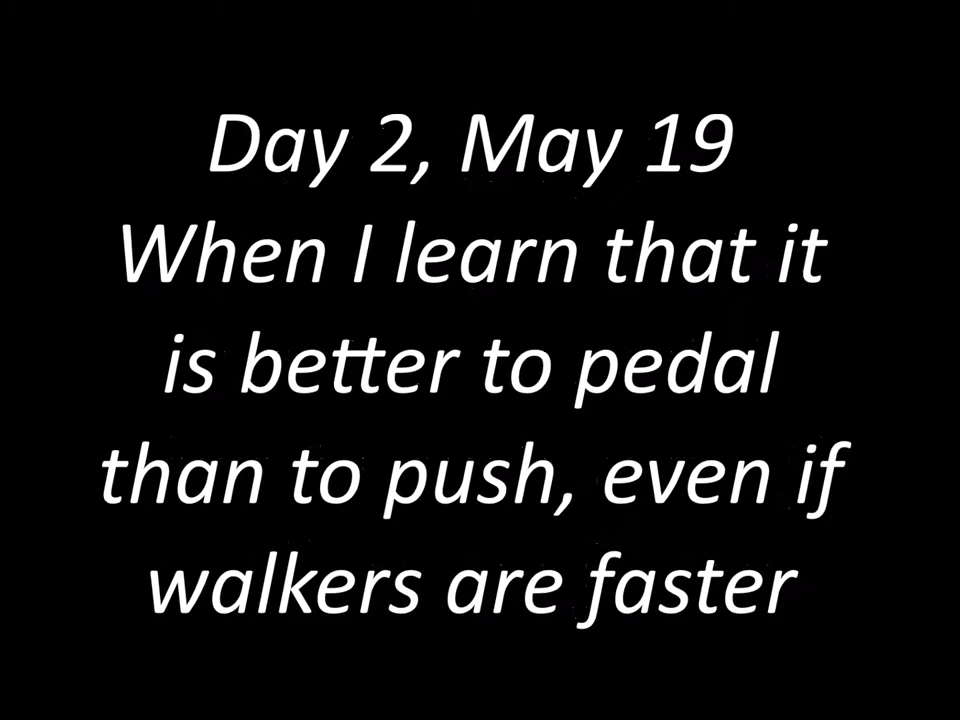 Day 2, May 19
When I learn that it
is better to pedal
than to push, even if
walkers are faster